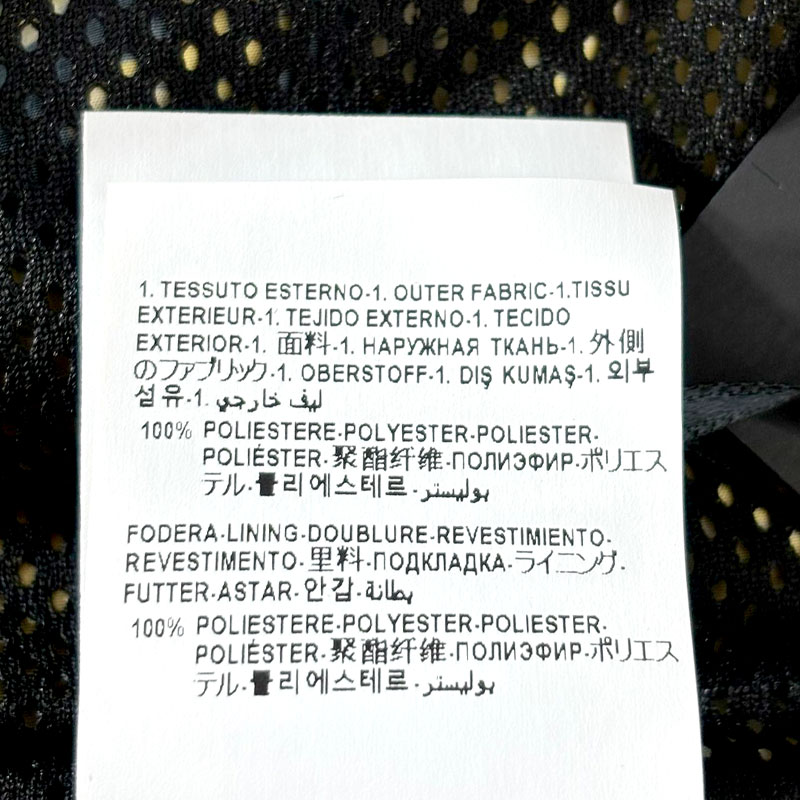 1. TESSUTO ESTERNO-1. OUTER FABRIC-1.TISSU
EXTERIEUR-1. TEJIDO EXTERNO-1. TECIDO
EXTERIOR-1. 面料-1. НАРУЖНАЯ ТКАНЬ-1. 外側
のファブリック-1. OBERSTOFF-1. DIŞ KUMAŞ-1. 외부
섬유-1. ليف خارجي
100% POLIESTERE-POLYESTER-POLIESTER-
POLIÉSTER-聚酯纤维-ПОЛИЭФИР-ポリエス
テル-폴리에스테르-بوليستر
FODERA-LINING-DOUBLURE-REVESTIMIENTO-
REVESTIMENTO-里料-ПОДКЛАДКА-ライニング-
FUTTER-ASTAR-안감-بطانة
100% POLIESTERE-POLYESTER-POLIESTER-
POLIÉSTER-聚酯纤维-ПОЛИЭФИР-ポリエス
テル-폴리에스테르-بوليستر